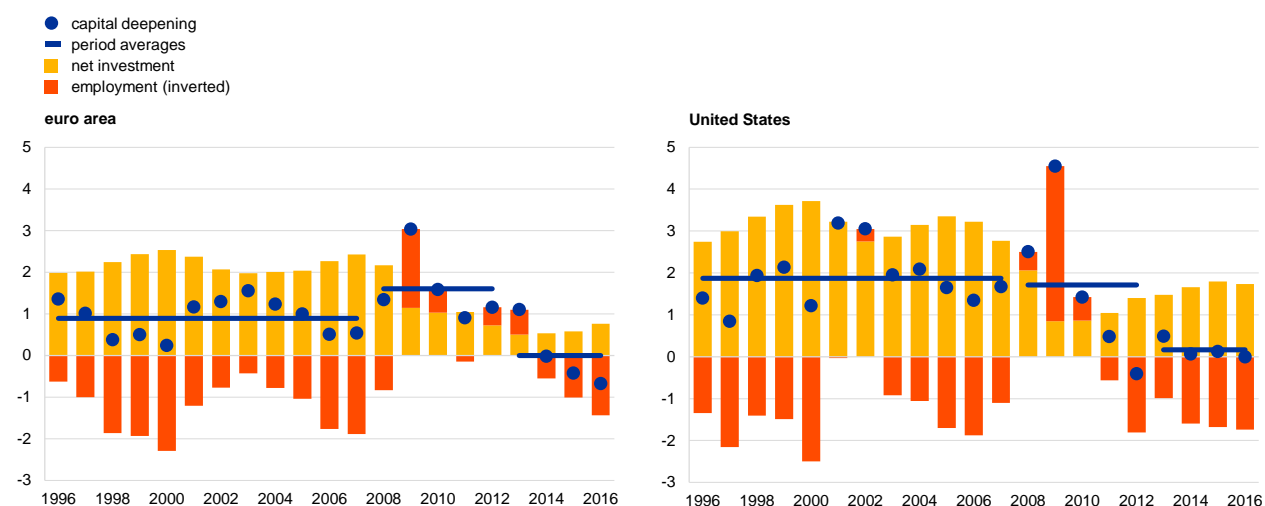 capital deepening
period averages
net investment
employment (inverted)
euro area
5
4
3
2
1
0
-1
-2
-3
1996 1998 2000 2002 2004 2006 2008 2010 2012 2014 2016
United States
5
4
3
2
1
0
-1
-2
-3
1996 1998 2000 2002 2004 2006 2008 2010 2012 2014 2016